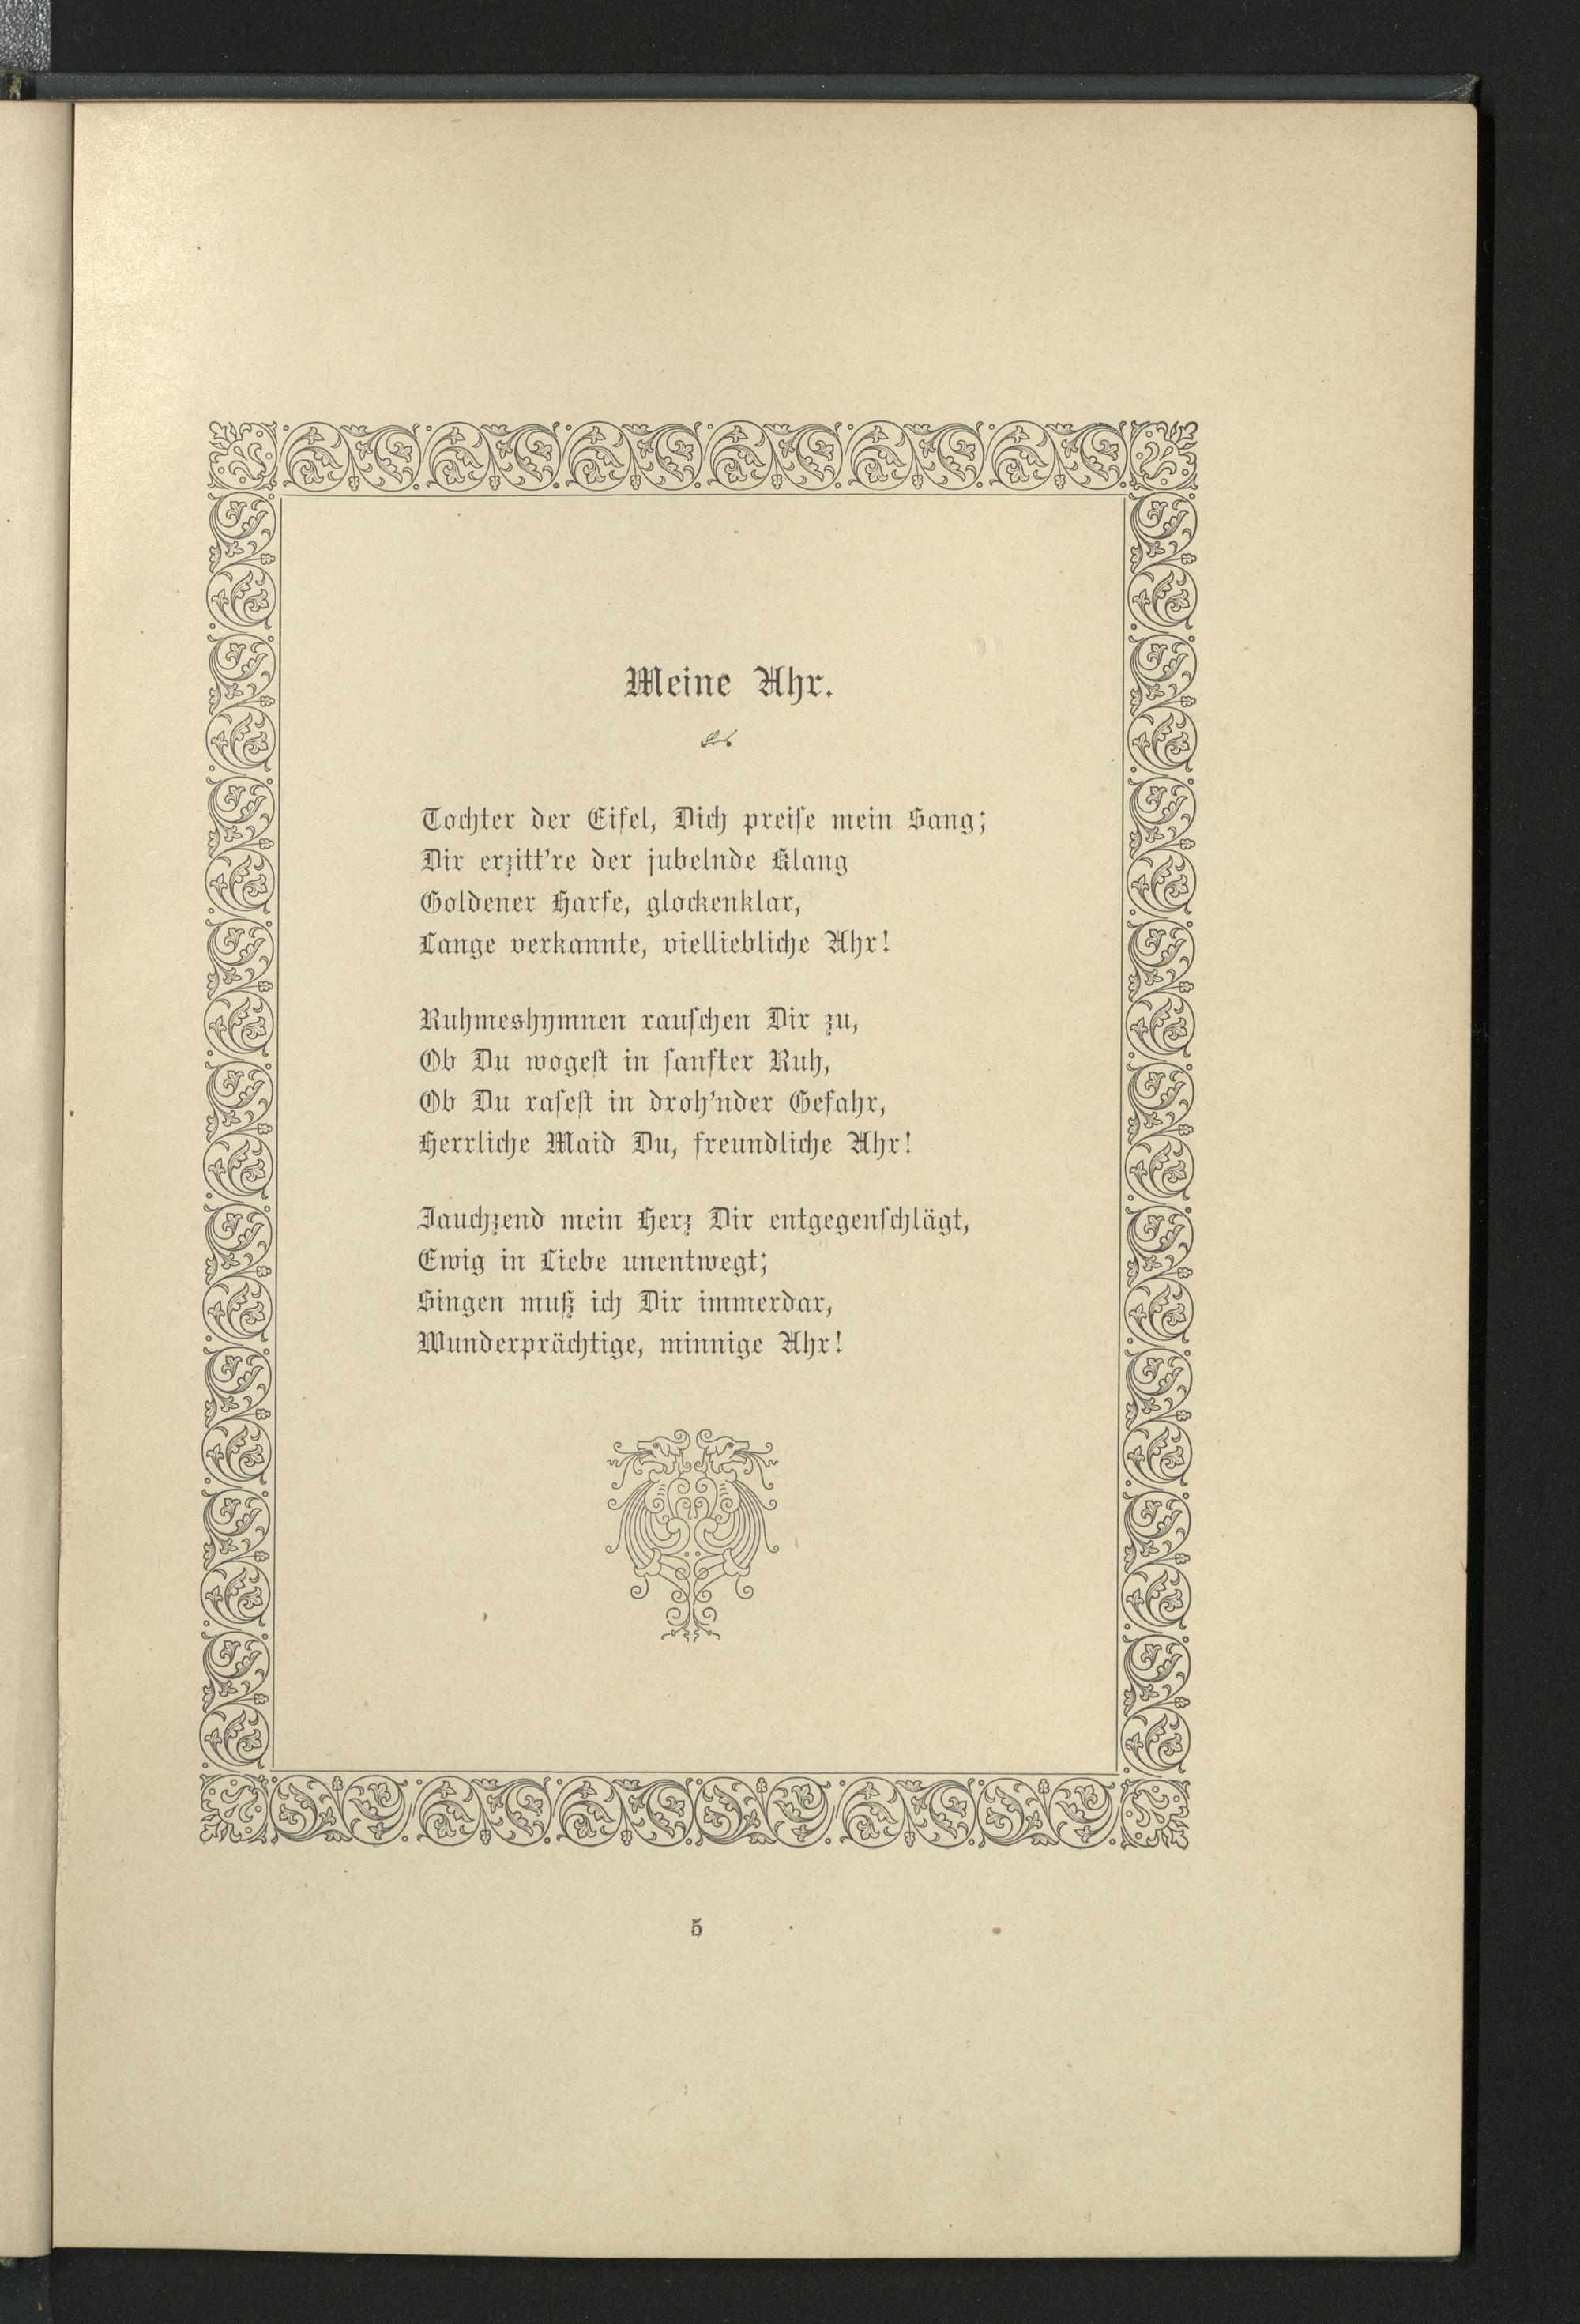 Meine Ahr.
Tochter der Eifel, Dich preiſe mein Sang;
Dir erzitt're der jubelnde Klang
Goldener Harfe, glockenklar,
Lange verkannte, vielliebliche Ahr!
Ruhmeshymnen rauſchen Dir zu,
Ob Du wogeſt in ſanfter Ruh,
Ob Du raſeſt in droh'nder Gefahr,
Herrliche Maid Du, freundliche Ahr!
Jauchzend mein Herz Dir entgegenſchlägt,
Ewig in Liebe unentwegt;
Singen muß ich Dir immerdar,
Wunderprächtige, minnige Ahr!
5